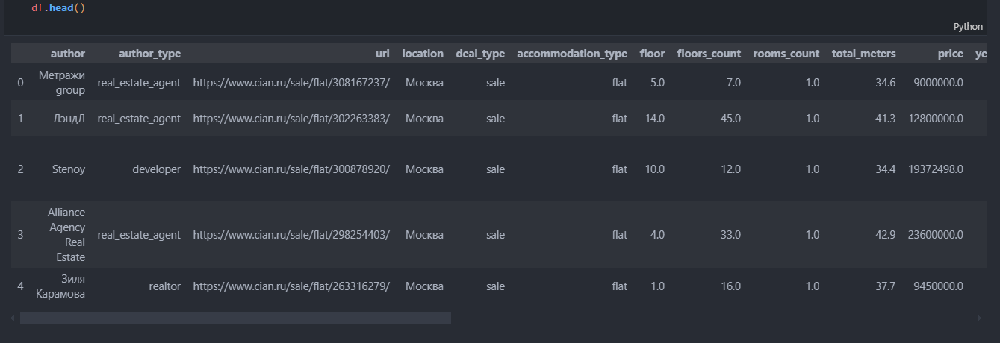 df.head()
Python
author author_type url location deal_type accommodation_type floor floors_count rooms_count total_meters price ye
0 Метражи group real_estate_agent https://www.cian.ru/sale/flat/308167237/ Москва sale flat 5.0 7.0 1.0 34.6 9000000.0
1 ЛэндЛ real_estate_agent https://www.cian.ru/sale/flat/302263383/ Москва sale flat 14.0 45.0 1.0 41.3 12800000.0
2 Stenoy developer https://www.cian.ru/sale/flat/300878920/ Москва sale flat 10.0 12.0 1.0 34.4 19372498.0
3 Alliance Agency Real Estate real_estate_agent https://www.cian.ru/sale/flat/298254403/ Москва sale flat 4.0 33.0 1.0 42.9 23600000.0
4 Зиля Карамова realtor https://www.cian.ru/sale/flat/263316279/ Москва sale flat 1.0 16.0 1.0 37.7 9450000.0